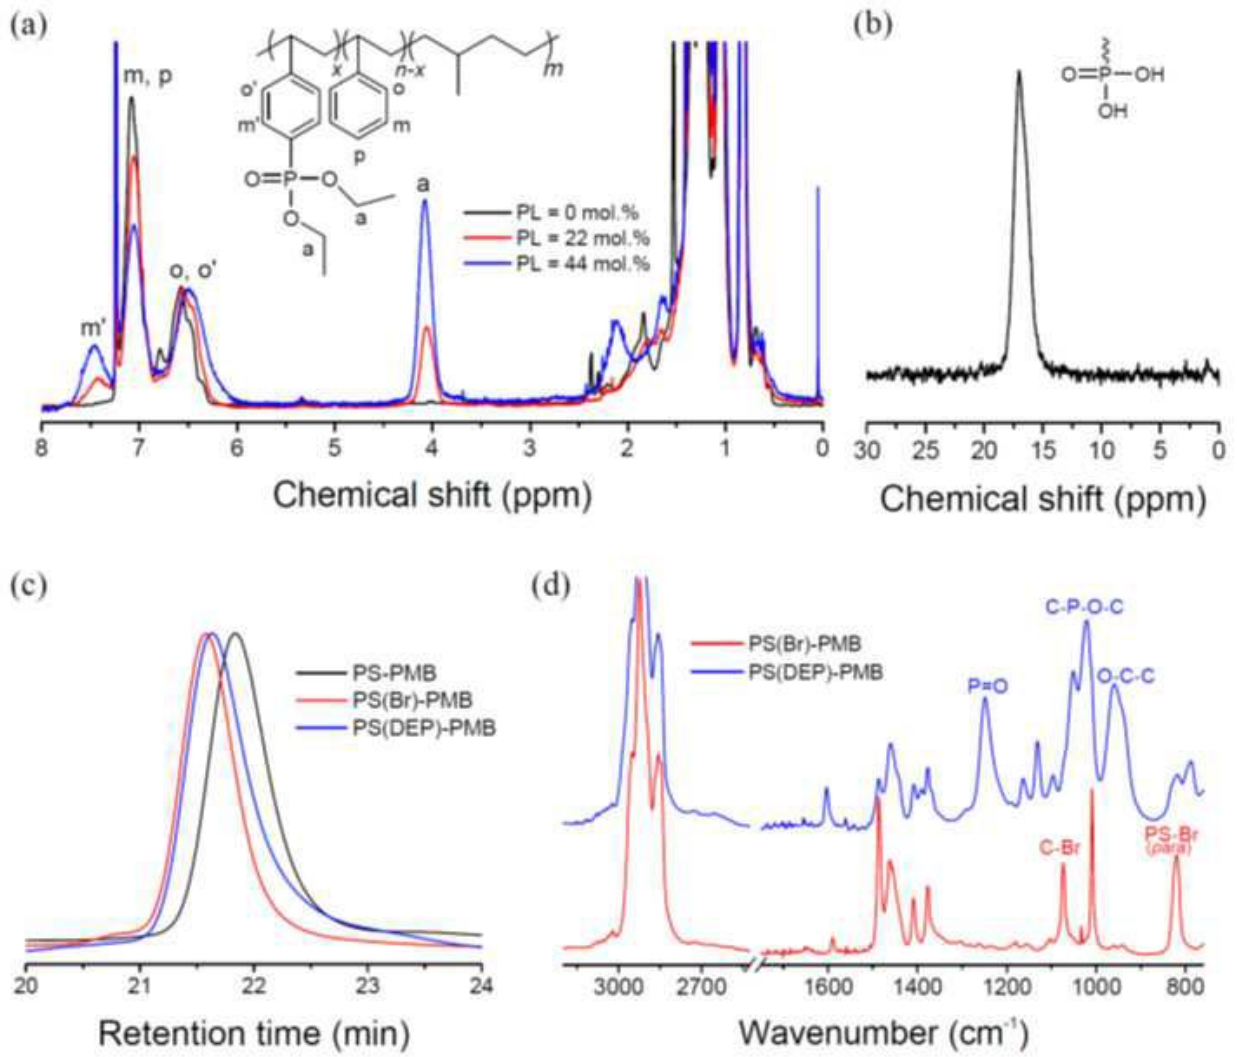 (a)
m, p
m'
o, o'
a
x
n-x
m
o'
m'
o
m
p
O=P—O
O
a
a
PL = 0 mol.%
PL = 22 mol.%
PL = 44 mol.%
8 7 6 5 4 3 2 1 0
Chemical shift (ppm)
(b)
O=P—OH
OH
30 25 20 15 10 5 0
Chemical shift (ppm)
(c)
PS-PMB
PS(Br)-PMB
PS(DEP)-PMB
20 21 22 23 24
Retention time (min)
(d)
PS(Br)-PMB
PS(DEP)-PMB
C-P-O-C
P=O
O-C-C
C-Br
PS-Br
(para)
3000 2700 1600 1400 1200 1000 800
Wavenumber (cm⁻¹)